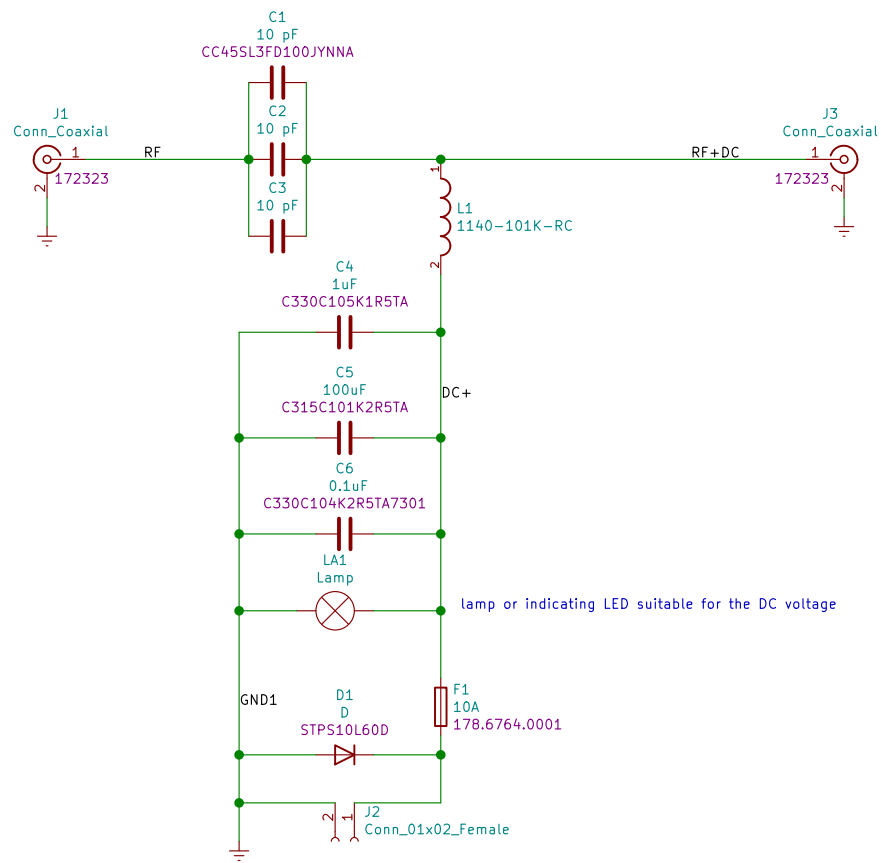 C1
10 pF
CC45SL3FD100JYNNA
J1
Conn_Coaxial
1
2
172323
RF
C2
10 pF
C3
10 pF
RF+DC
J3
Conn_Coaxial
1
2
172323
1
L1
1140-101K-RC
2
C4
1uF
C330C105K1R5TA
DC+
C5
100uF
C315C101K2R5TA
C6
0.1uF
C330C104K2R5TA7301
LA1
Lamp
lamp or indicating LED suitable for the DC voltage
GND1
F1
10A
178.6764.0001
D1
D
STPS10L60D
2
1
J2
Conn_01x02_Female